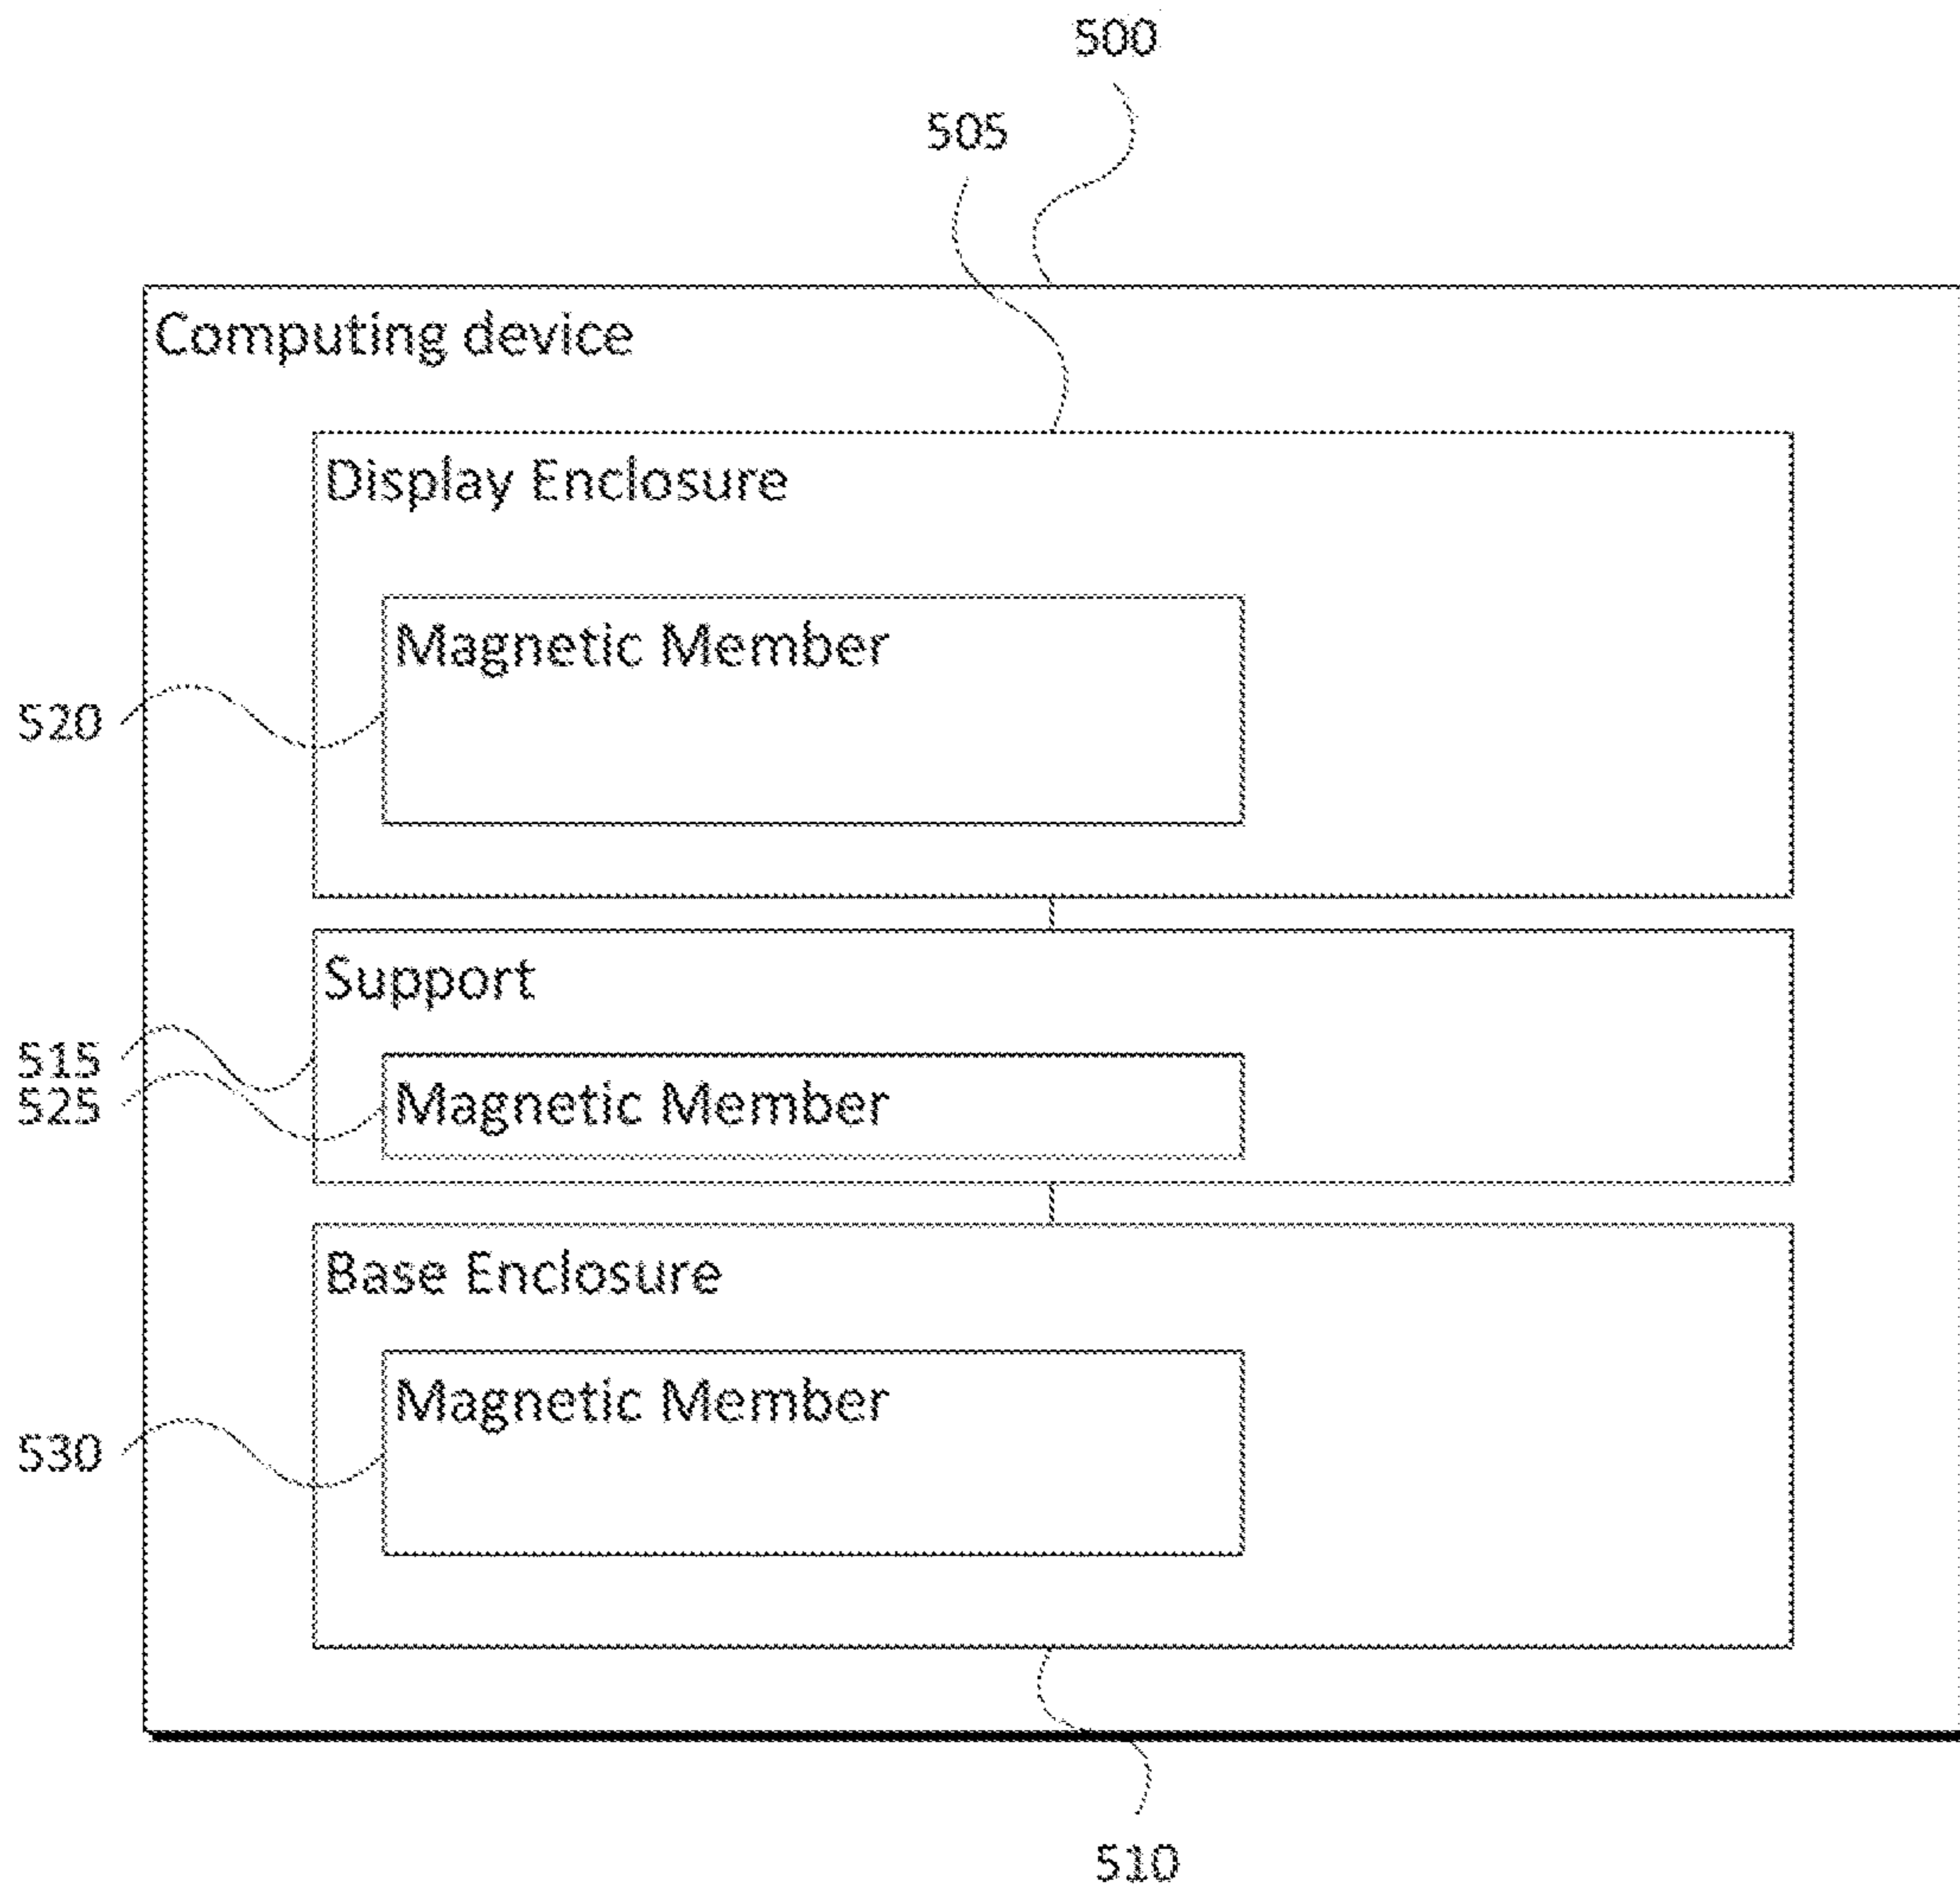 500
505
Computing device
Display Enclosure
Magnetic Member
520
Support
515
Magnetic Member
525
Base Enclosure
Magnetic Member
530
510